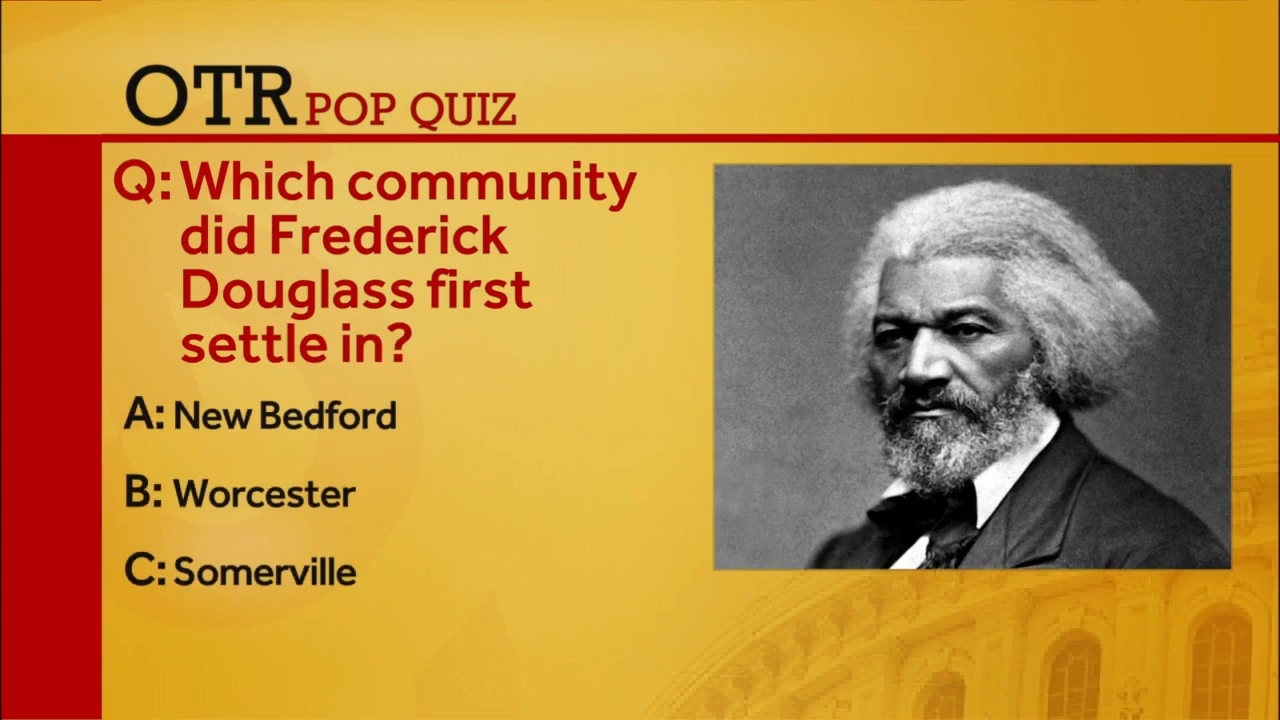 OTR POP QUIZ
Q: Which community
did Frederick
Douglass first
settle in?
A: New Bedford
B: Worcester
C: Somerville